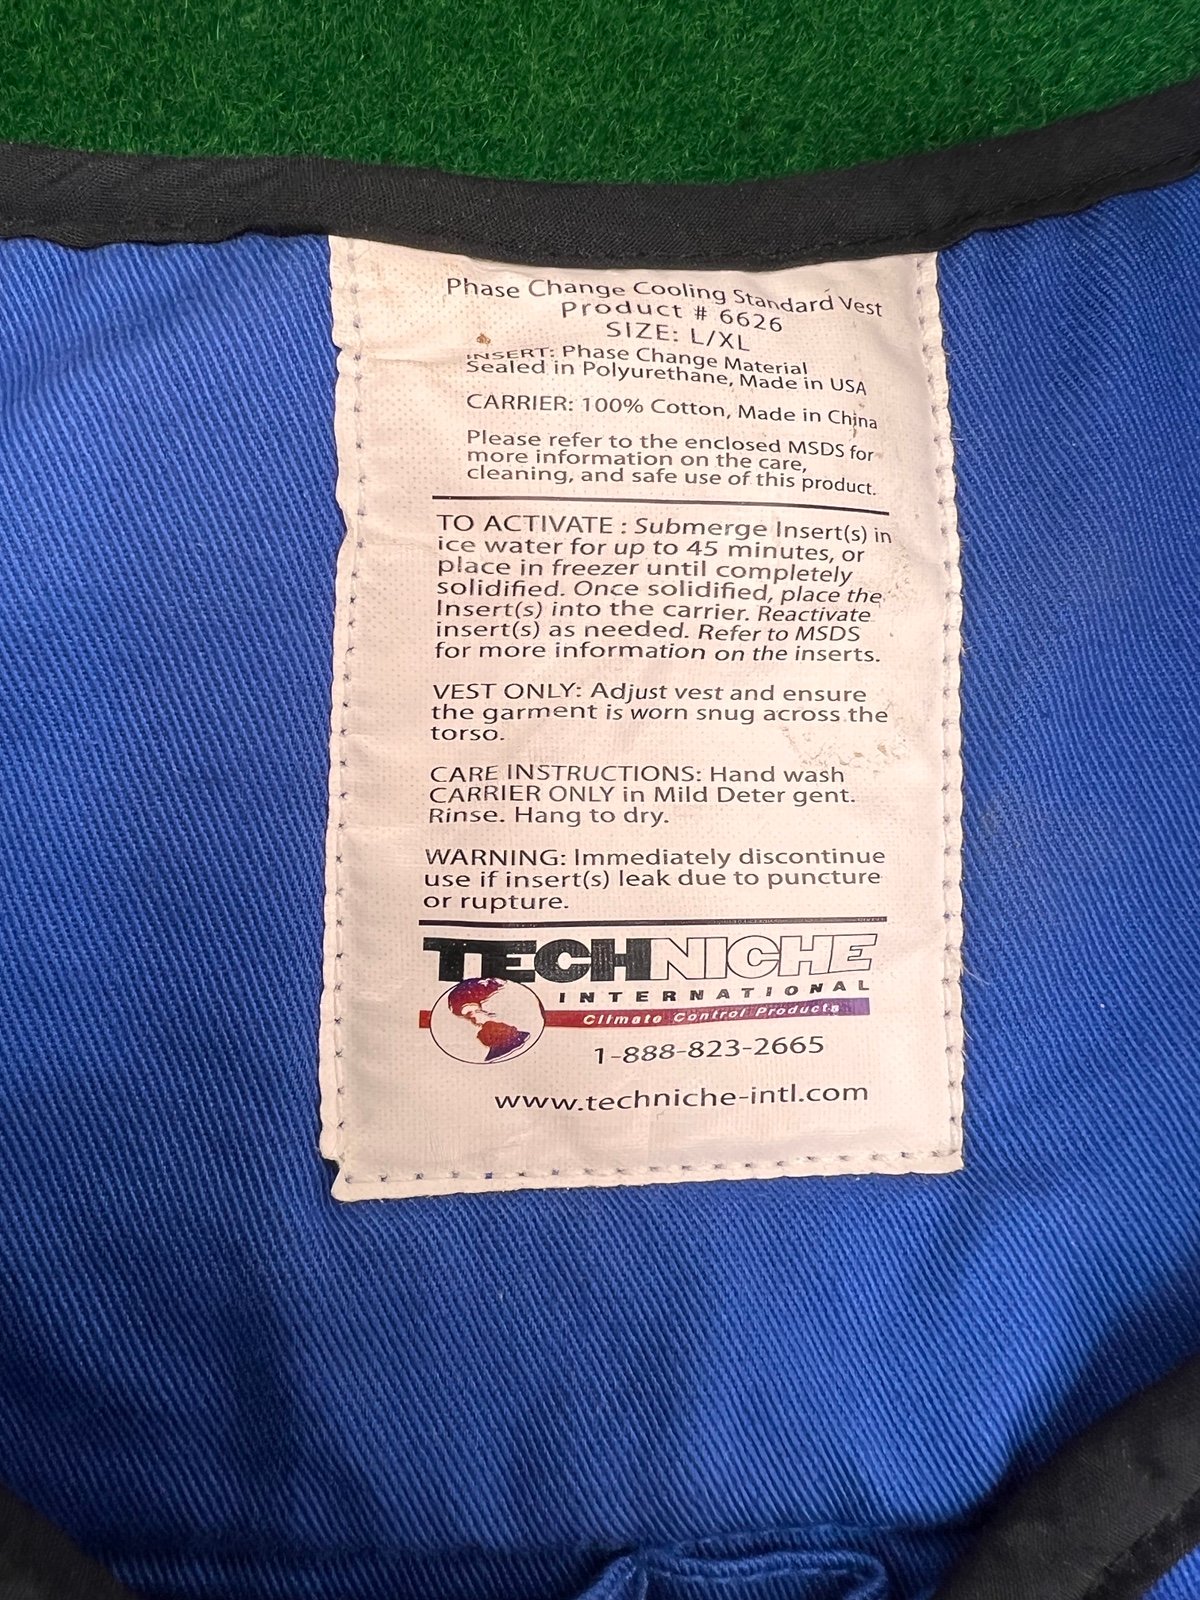 Phase Change Cooling Standard Vest
Product # 6626
SIZE: L/XL
INSERT: Phase Change Material
Sealed in Polyurethane, Made in USA
CARRIER: 100% Cotton, Made in China
Please refer to the enclosed MSDS for
more information on the care,
cleaning, and safe use of this product.
TO ACTIVATE : Submerge Insert(s) in
ice water for up to 45 minutes, or
place in freezer until completely
solidified. Once solidified, place the
Insert(s) into the carrier. Reactivate
insert(s) as needed. Refer to MSDS
for more information on the inserts.
VEST ONLY: Adjust vest and ensure
the garment is worn snug across the
torso.
CARE INSTRUCTIONS: Hand wash
CARRIER ONLY in Mild Deter gent.
Rinse. Hang to dry.
WARNING: Immediately discontinue
use if insert(s) leak due to puncture
or rupture.
TECHNICHE
INTERNATIONAL
Climate Control Products
1-888-823-2665
www.techniche-intl.com